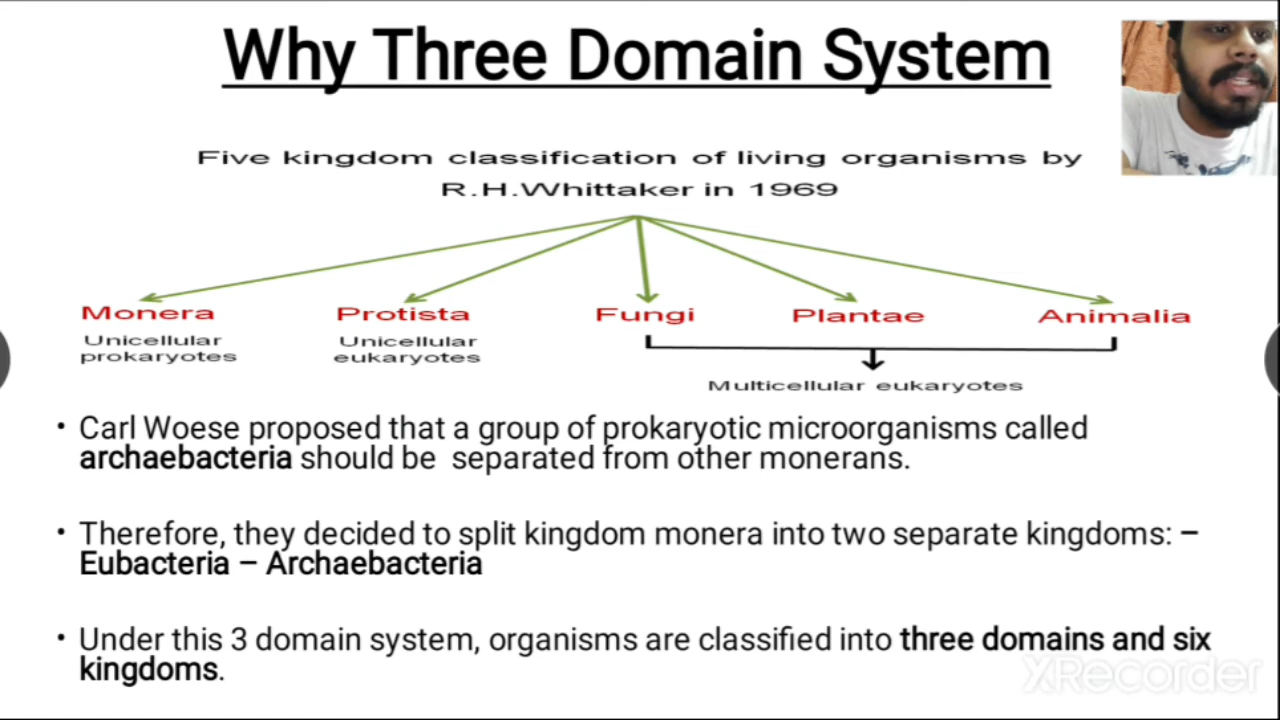 Why Three Domain System
Five kingdom classification of living organisms by
R.H.Whittaker in 1969
Monera Protista Fungi Plantae Animalia
Unicellular prokaryotes
Unicellular eukaryotes
Multicellular eukaryotes
• Carl Woese proposed that a group of prokaryotic microorganisms called
archaebacteria should be separated from other monerans.
• Therefore, they decided to split kingdom monera into two separate kingdoms: –
Eubacteria – Archaebacteria
• Under this 3 domain system, organisms are classified into three domains and six
kingdoms.
XRecorder